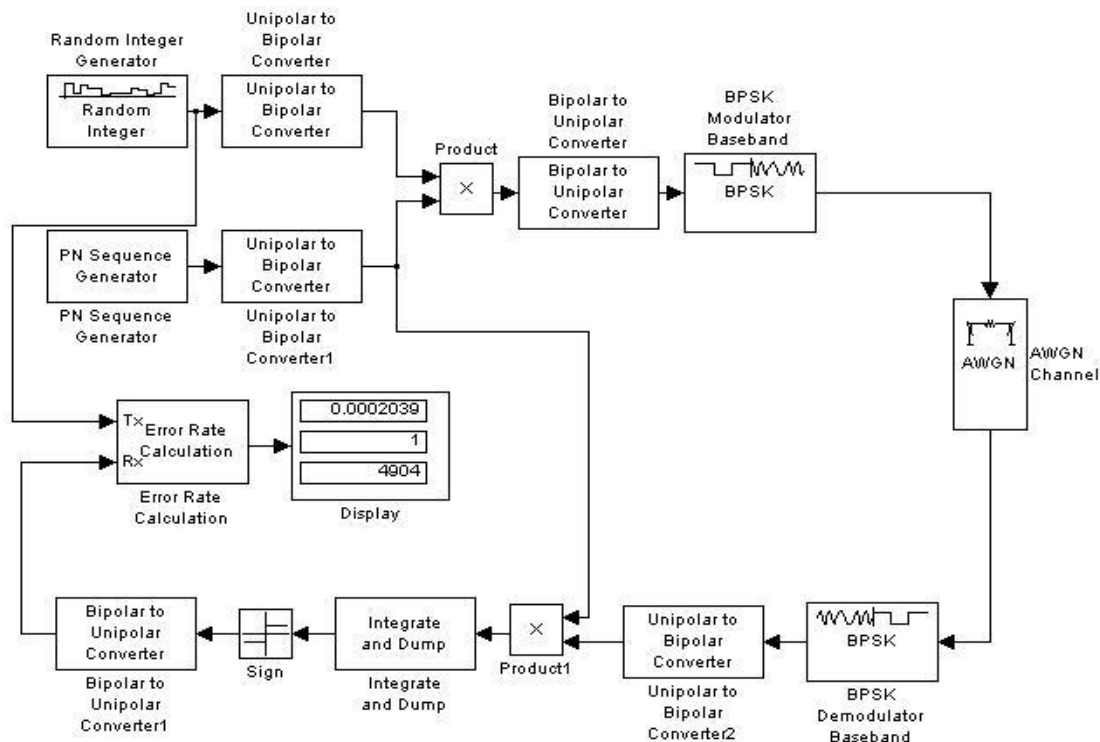 Random Integer
Generator
Random
Integer
Unipolar to
Bipolar
Converter
Unipolar to
Bipolar
Converter
Product
×
Bipolar to
Unipolar
Converter
Bipolar to
Unipolar
Converter
BPSK
Modulator
Baseband
BPSK
PN Sequence
Generator
PN Sequence
Generator
Unipolar to
Bipolar
Converter
Unipolar to
Bipolar
Converter1
AWGN
AWGN
Channel
Tx
Rx
Error Rate
Calculation
Error Rate
Calculation
0.0002039
1
4904
Display
Bipolar to
Unipolar
Converter
Bipolar to
Unipolar
Converter1
Sign
Integrate
and Dump
Integrate
and Dump
×
Product1
Unipolar to
Bipolar
Converter
Unipolar to
Bipolar
Converter2
BPSK
BPSK
Demodulator
Baseband